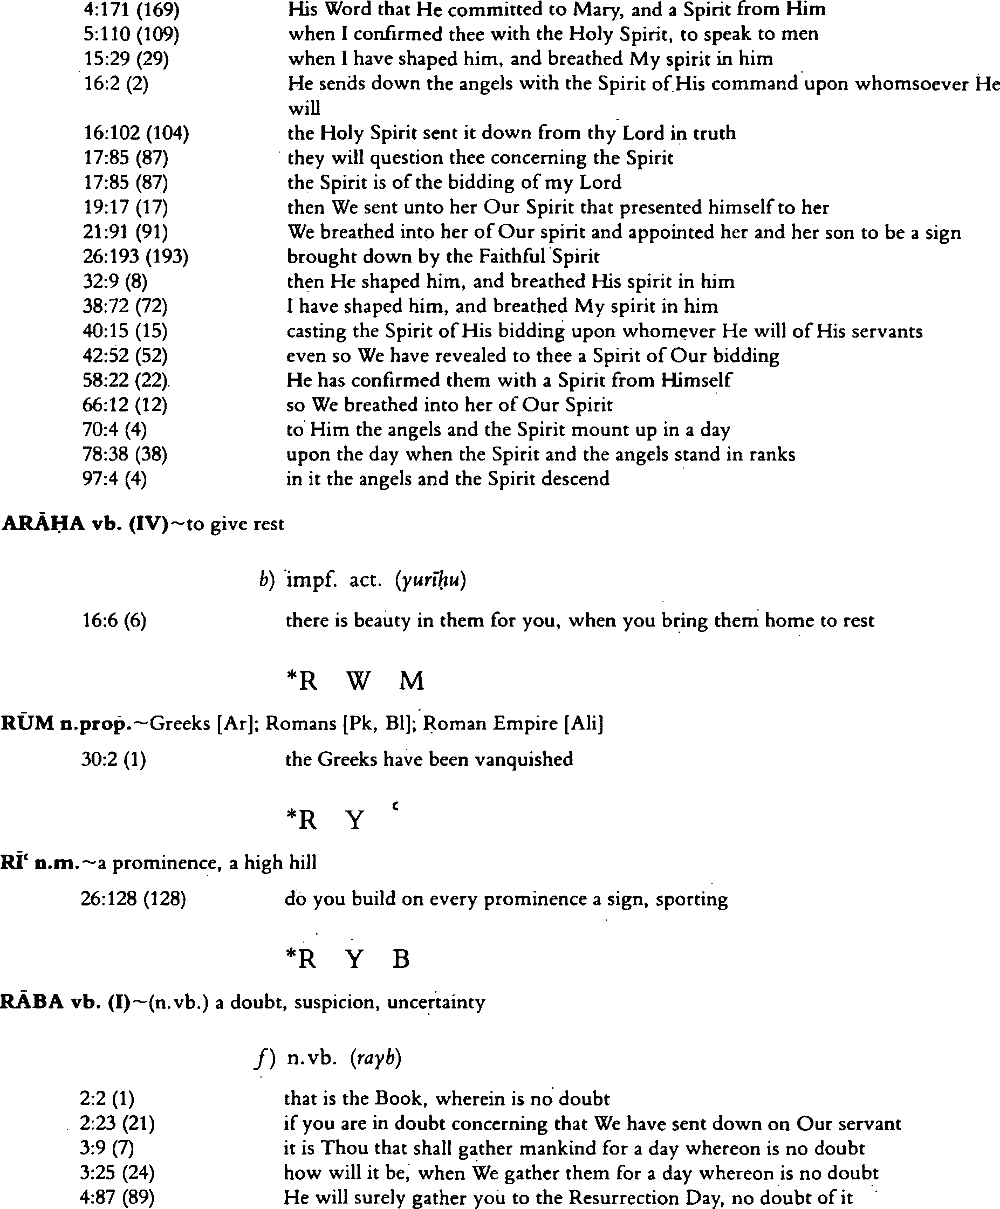 4:171 (169) His Word that He committed to Mary, and a Spirit from Him
5:110 (109) when I confirmed thee with the Holy Spirit, to speak to men
15:29 (29) when I have shaped him, and breathed My spirit in him
16:2 (2) He sends down the angels with the Spirit of His command upon whomsoever He
will
16:102 (104) the Holy Spirit sent it down from thy Lord in truth
17:85 (87) they will question thee concerning the Spirit
17:85 (87) the Spirit is of the bidding of my Lord
19:17 (17) then We sent unto her Our Spirit that presented himself to her
21:91 (91) We breathed into her of Our spirit and appointed her and her son to be a sign
26:193 (193) brought down by the Faithful Spirit
32:9 (8) then He shaped him, and breathed His spirit in him
38:72 (72) I have shaped him, and breathed My spirit in him
40:15 (15) casting the Spirit of His bidding upon whomever He will of His servants
42:52 (52) even so We have revealed to thee a Spirit of Our bidding
58:22 (22) He has confirmed them with a Spirit from Himself
66:12 (12) so We breathed into her of Our Spirit
70:4 (4) to Him the angels and the Spirit mount up in a day
78:38 (38) upon the day when the Spirit and the angels stand in ranks
97:4 (4) in it the angels and the Spirit descend
ARĀḤA vb. (IV)~to give rest
b) impf. act. (yurīḥu)
16:6 (6) there is beauty in them for you, when you bring them home to rest
*R W M
RŪM n.prop.~Greeks [Ar]; Romans [Pk, Bl]; Roman Empire [Ali]
30:2 (1) the Greeks have been vanquished
*R Y ʿ
RĪʿ n.m.~a prominence, a high hill
26:128 (128) do you build on every prominence a sign, sporting
*R Y B
RĀBA vb. (I)~(n.vb.) a doubt, suspicion, uncertainty
f) n.vb. (rayb)
2:2 (1) that is the Book, wherein is no doubt
2:23 (21) if you are in doubt concerning that We have sent down on Our servant
3:9 (7) it is Thou that shall gather mankind for a day whereon is no doubt
3:25 (24) how will it be, when We gather them for a day whereon is no doubt
4:87 (89) He will surely gather you to the Resurrection Day, no doubt of it